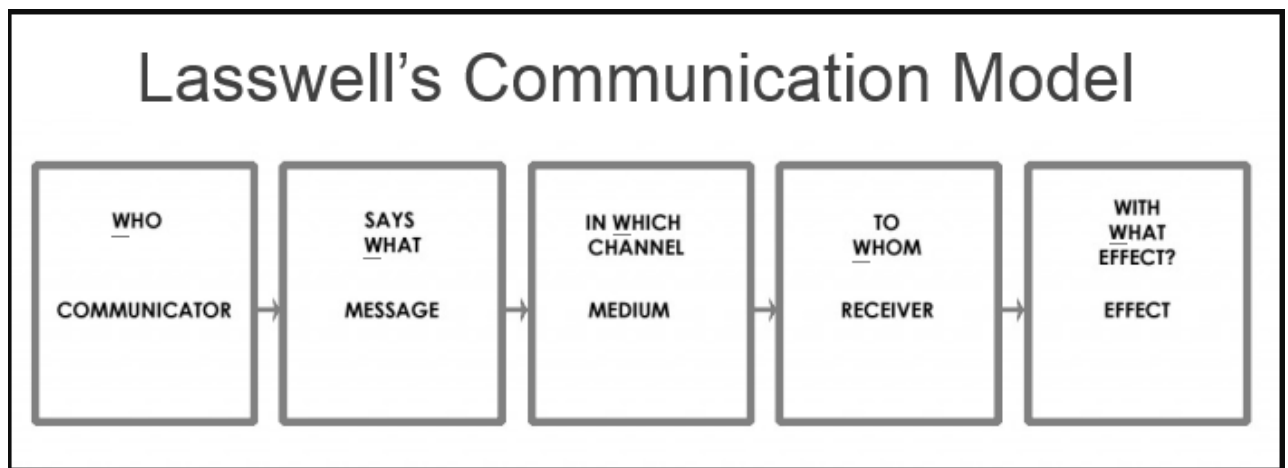 Lasswell’s Communication Model
WHO
COMMUNICATOR
SAYS
WHAT
MESSAGE
IN WHICH
CHANNEL
MEDIUM
TO
WHOM
RECEIVER
WITH
WHAT
EFFECT?
EFFECT